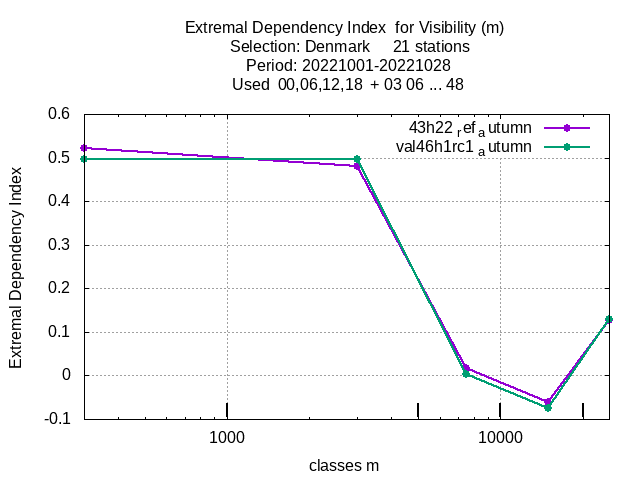 Extremal Dependency Index  for Visibility (m)
Selection: Denmark     21 stations
Period: 20221001-20221028
Used  00,06,12,18  + 03 06 ... 48
43h22 ref autumn
val46h1rc1 autumn
0.6
0.5
0.4
0.3
0.2
0.1
0
-0.1
Extremal Dependency Index
1000
10000
classes m